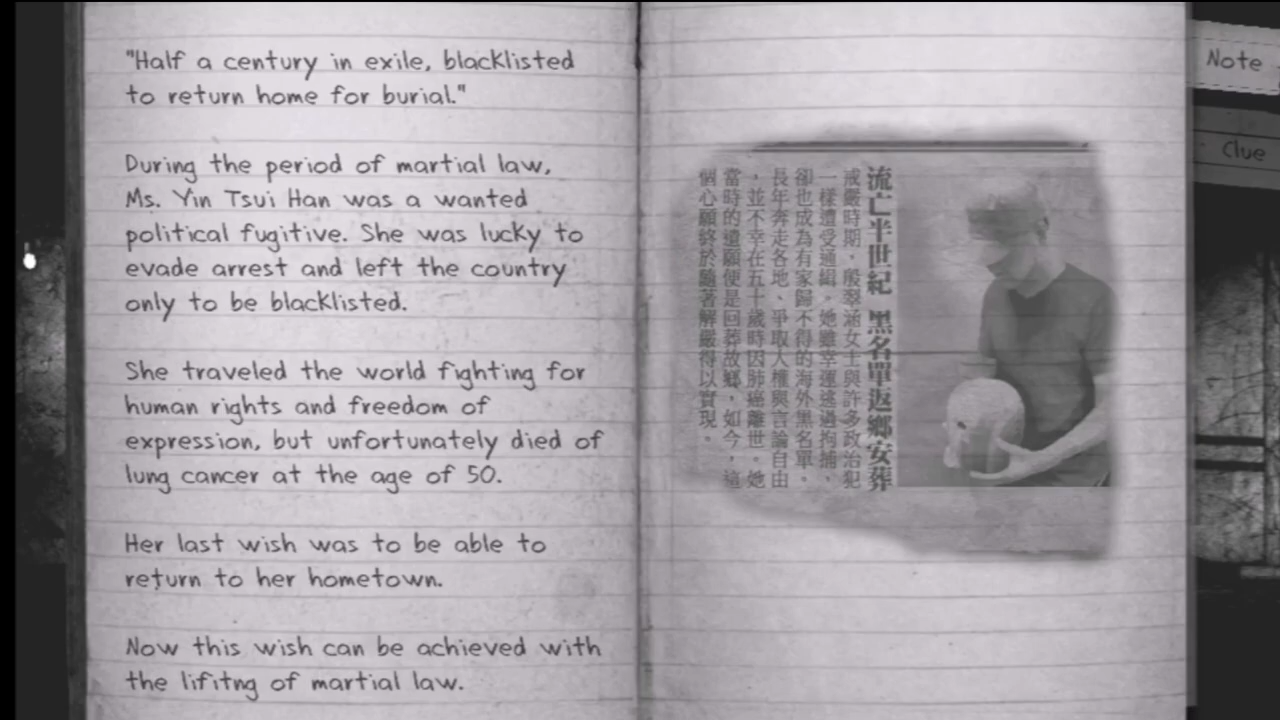 "Half a century in exile, blacklisted
to return home for burial."
During the period of martial law,
Ms. Yin Tsui Han was a wanted
political fugitive. She was lucky to
evade arrest and left the country
only to be blacklisted.
She traveled the world fighting for
human rights and freedom of
expression, but unfortunately died of
lung cancer at the age of 50.
Her last wish was to be able to
return to her hometown.
Now this wish can be achieved with
the lifitng of martial law.
流亡半世紀 黑名單返鄉安葬
戒嚴時期，殷翠涵女士與許多政治犯
一樣遭受通緝。她雖幸運逃過拘捕，
卻也成為有家歸不得的海外黑名單。
長年奔走各地、爭取人權與言論自由
，並不幸在五十歲時因肺癌離世。她
當時的遺願便是回葬故鄉，如今，這
個心願終於隨著解嚴得以實現。
Note
Clue